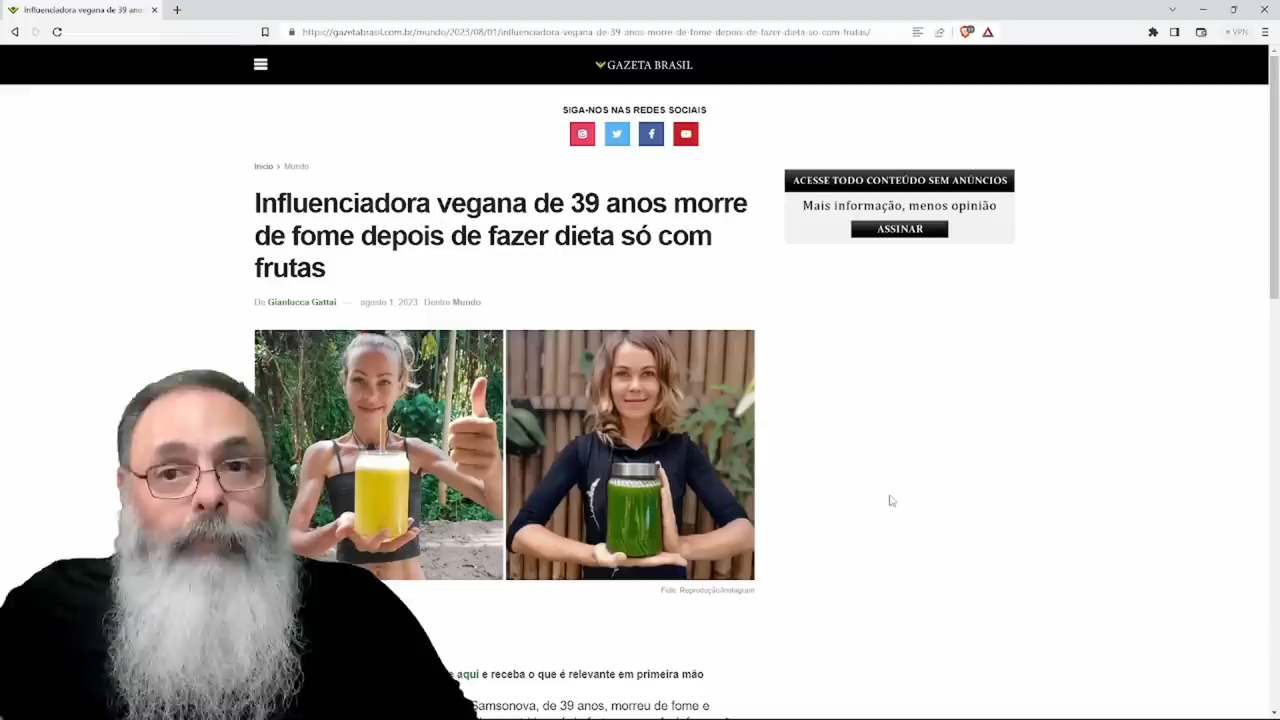 Influenciadora vegana de 39 ano
https://gazetabrasil.com.br/mundo/2023/08/01/influenciadora-vegana-de-39-anos-morre-de-fome-depois-de-fazer-dieta-so-com-frutas/
VPN
GAZETA BRASIL
SIGA-NOS NAS REDES SOCIAIS
Início > Mundo
Influenciadora vegana de 39 anos morre
de fome depois de fazer dieta só com
frutas
De Gianlucca Gattai — agosto 1, 2023 Dentro Mundo
ACESSE TODO CONTEÚDO SEM ANÚNCIOS
Mais informação, menos opinião
ASSINAR
Foto: Reprodução/Instagram
aqui e receba o que é relevante em primeira mão
Samsonova, de 39 anos, morreu de fome e